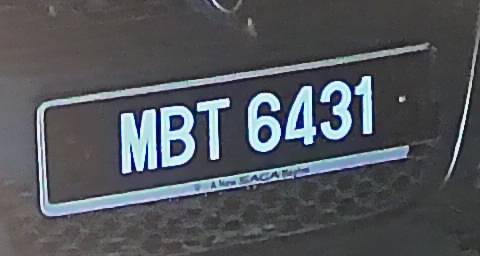 MBT 6431
A New SAGA Begins